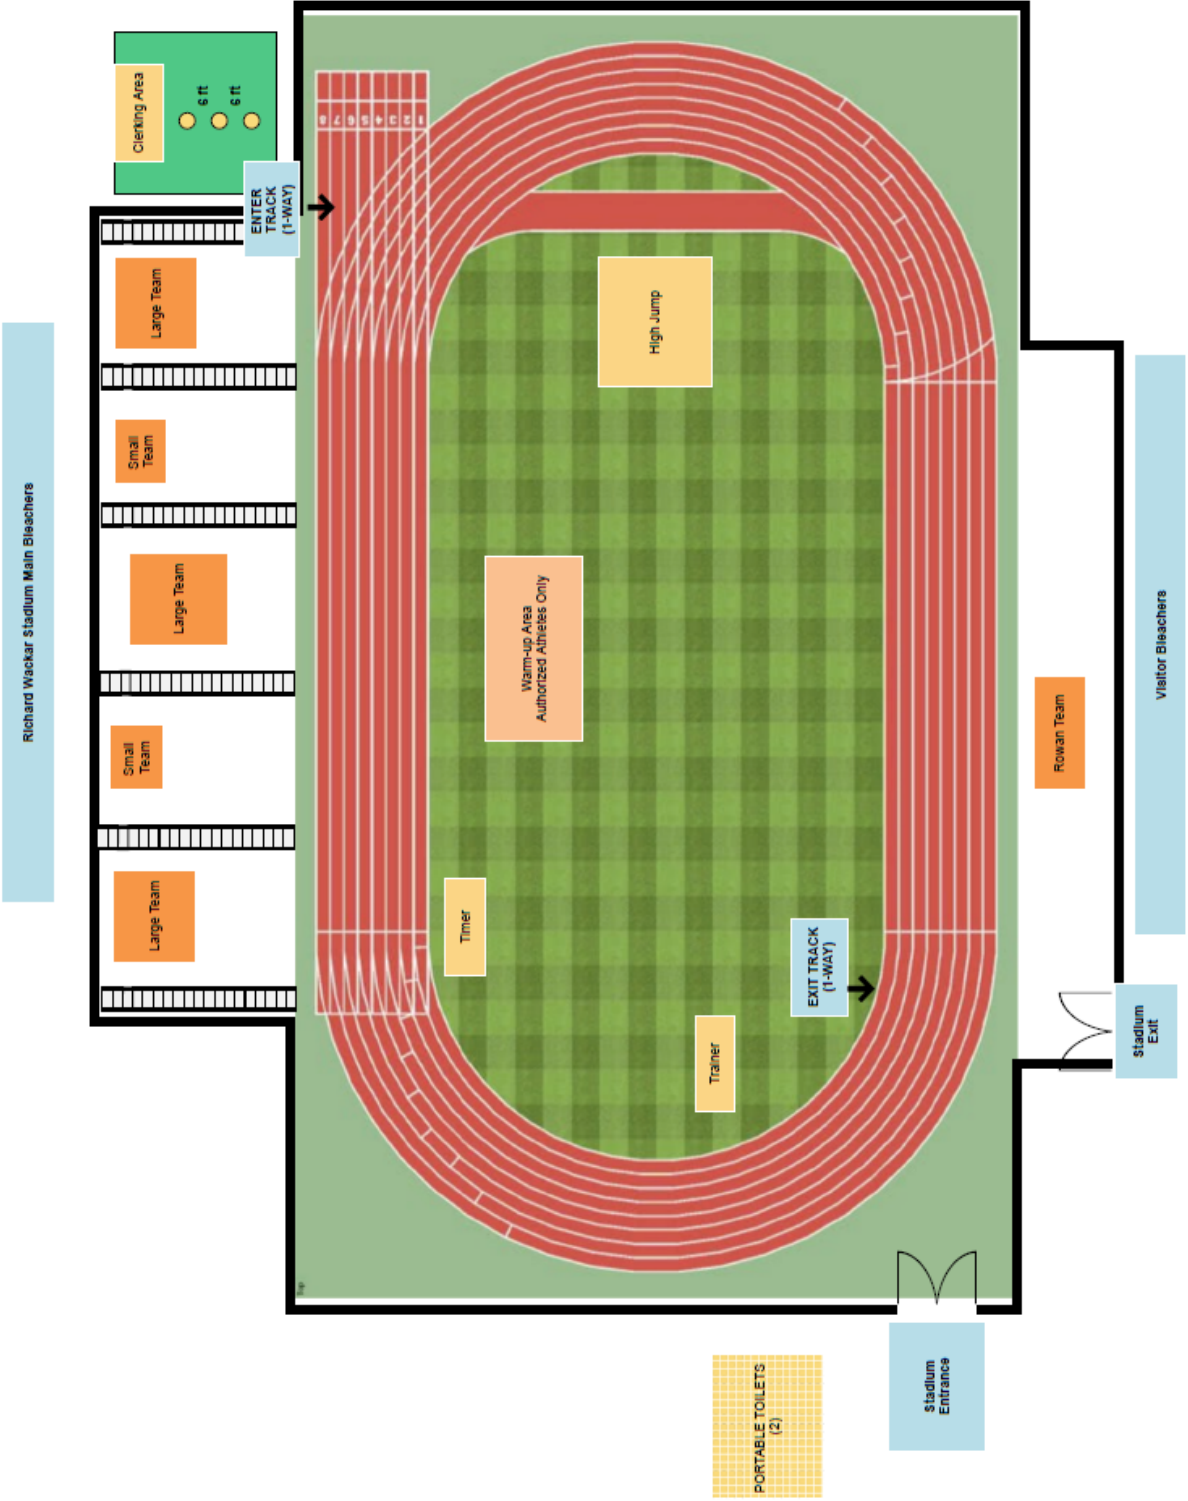 Clerking Area
6 ft
6 ft
ENTER
TRACK
(1-WAY)
Large Team
Small
Team
Large Team
Small
Team
Large Team
Richard Wackar Stadium Main Bleachers
8
7
6
5
4
3
2
1
High Jump
Warm-up Area
Authorized Athletes Only
Timer
EXIT TRACK
(1-WAY)
Trainer
Rowan Team
Visitor Bleachers
Stadium
Exit
Stadium
Entrance
PORTABLE TOILETS
(2)
Top